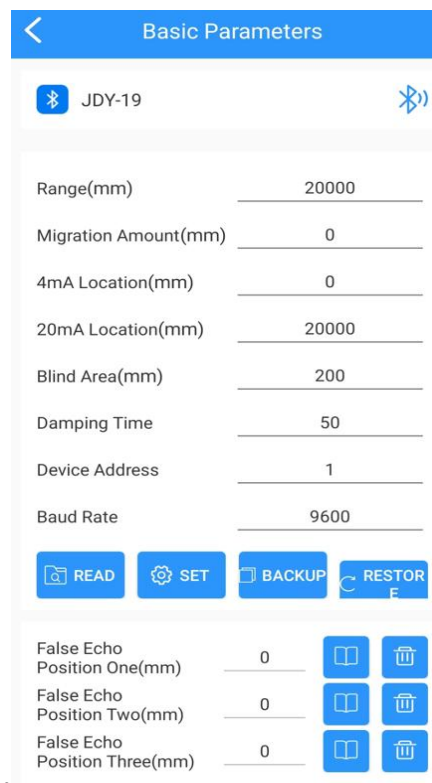 Basic Parameters
JDY-19
Range(mm) 20000
Migration Amount(mm) 0
4mA Location(mm) 0
20mA Location(mm) 20000
Blind Area(mm) 200
Damping Time 50
Device Address 1
Baud Rate 9600
READ SET BACKUP RESTOR
E
False Echo
Position One(mm) 0
False Echo
Position Two(mm) 0
False Echo
Position Three(mm) 0